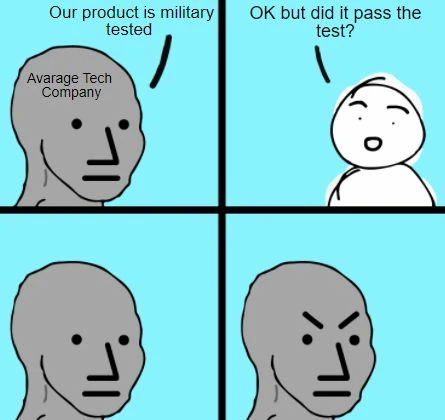 Our product is military
tested
OK but did it pass the
test?
Avarage Tech
Company